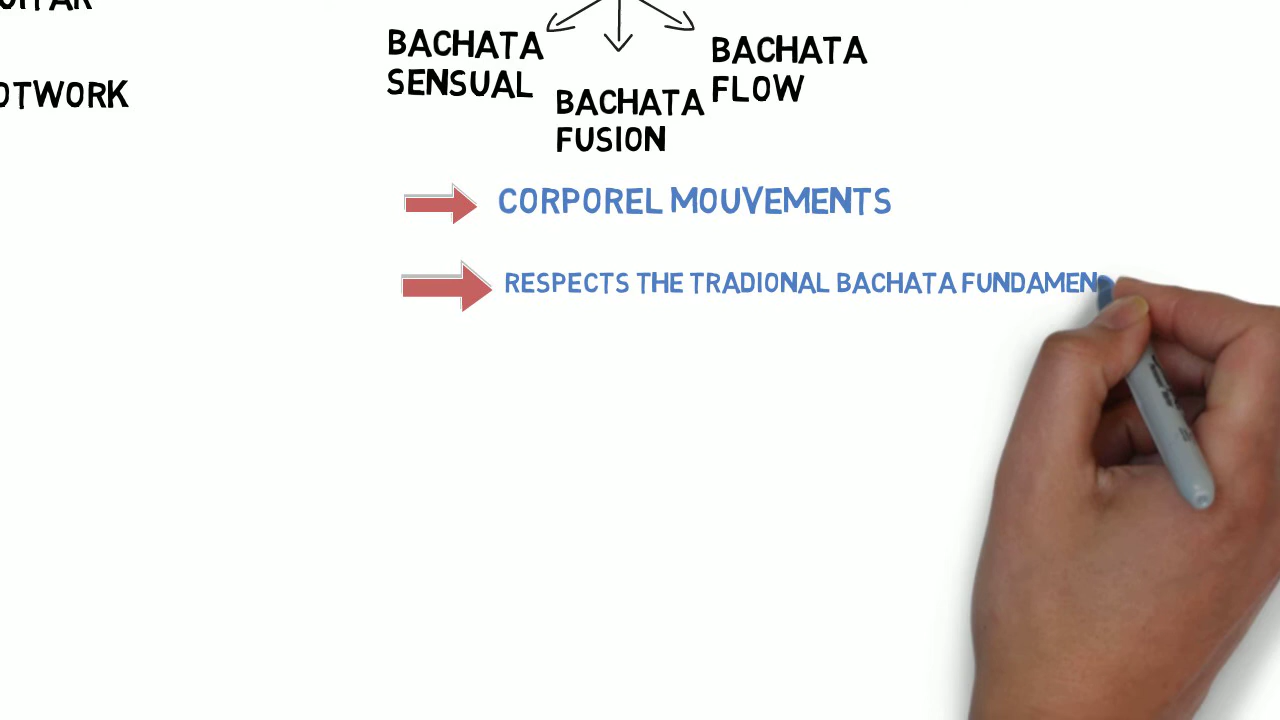 BACHATA
SENSUAL
BACHATA
FUSION
BACHATA
FLOW
CORPOREL MOUVEMENTS
RESPECTS THE TRADIONAL BACHATA FUNDAMEN
OTWORK